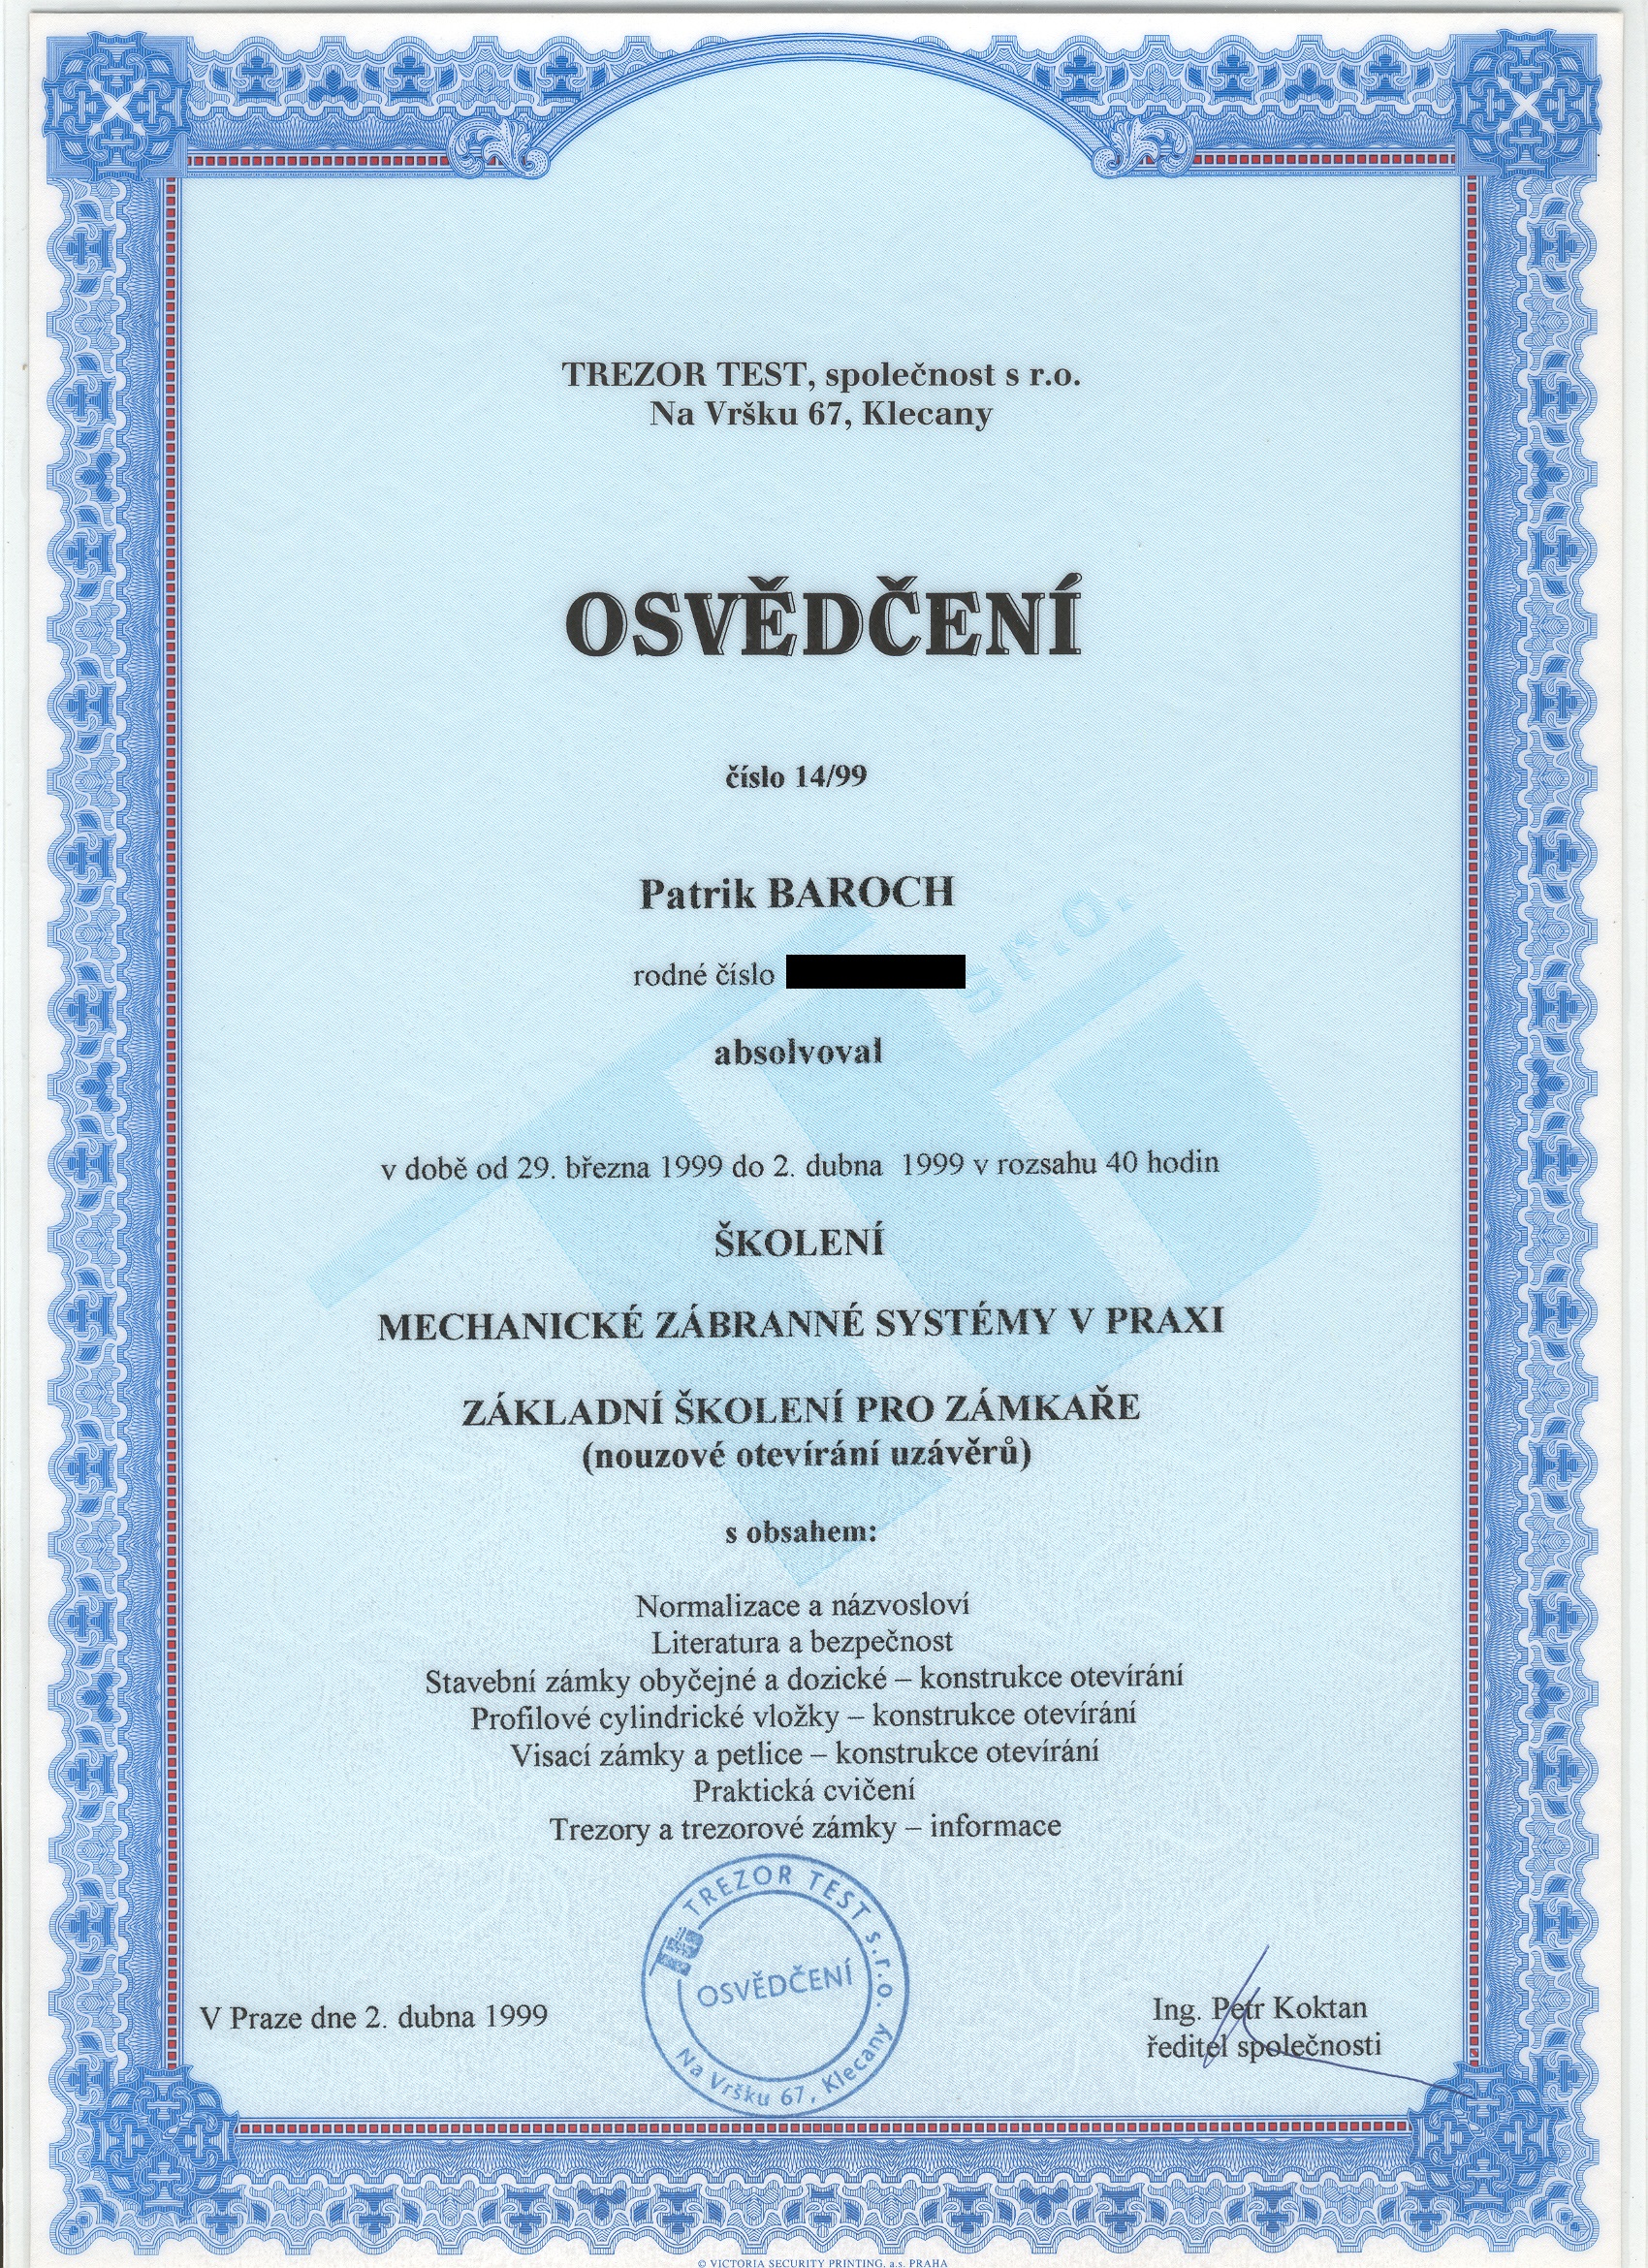 TREZOR TEST, společnost s r.o.
Na Vršku 67, Klecany
OSVĚDČENÍ
číslo 14/99
Patrik BAROCH
rodné číslo
absolvoval
v době od 29. března 1999 do 2. dubna 1999 v rozsahu 40 hodin
ŠKOLENÍ
MECHANICKÉ ZÁBRANNÉ SYSTÉMY V PRAXI
ZÁKLADNÍ ŠKOLENÍ PRO ZÁMKAŘE
(nouzové otevírání uzávěrů)
s obsahem:
Normalizace a názvosloví
Literatura a bezpečnost
Stavební zámky obyčejné a dozické – konstrukce otevírání
Profilové cylindrické vložky – konstrukce otevírání
Visací zámky a petlice – konstrukce otevírání
Praktická cvičení
Trezory a trezorové zámky – informace
TREZOR TEST s.r.o.
OSVĚDČENÍ
Na Vršku 67, Klecany
V Praze dne 2. dubna 1999
Ing. Petr Koktan
ředitel společnosti
s r.o.
© VICTORIA SECURITY PRINTING, a.s. PRAHA